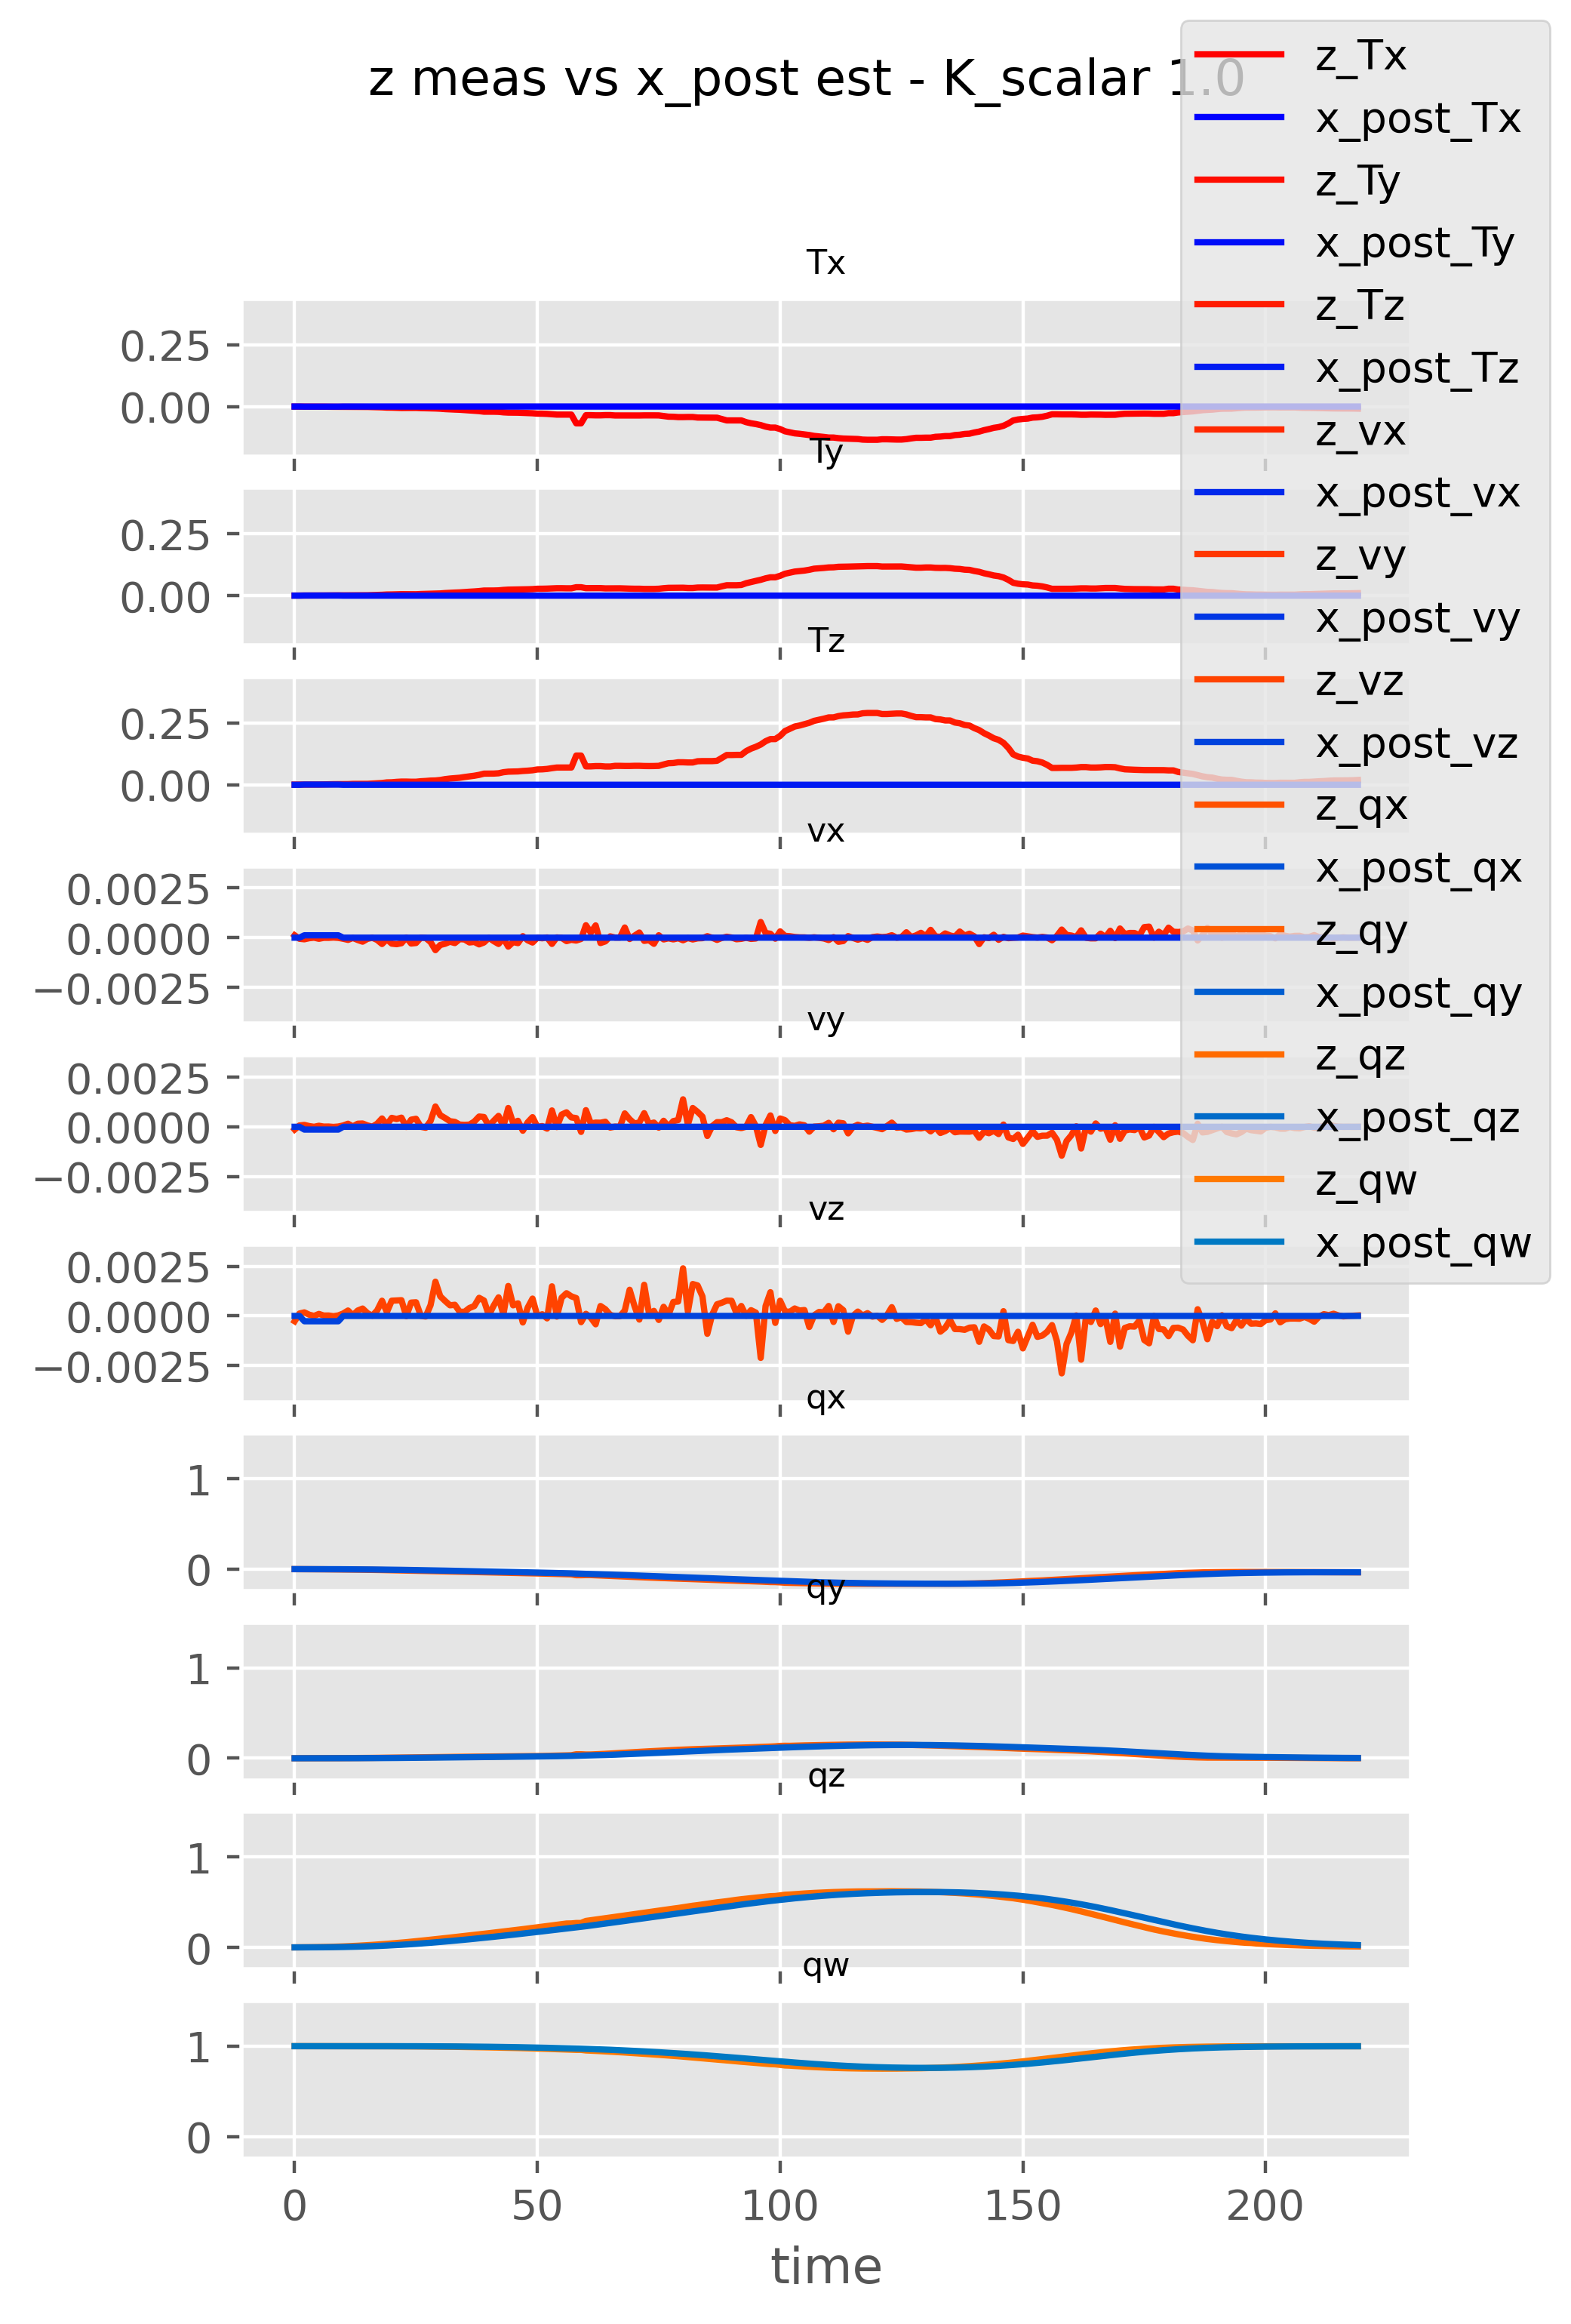 z meas vs x_post est - K_scalar 1.0
z_Tx
x_post_Tx
z_Ty
x_post_Ty
z_Tz
x_post_Tz
z_vx
x_post_vx
z_vy
x_post_vy
z_vz
x_post_vz
z_qx
x_post_qx
z_qy
x_post_qy
z_qz
x_post_qz
z_qw
x_post_qw
Tx
0.25
0.00
Ty
0.25
0.00
Tz
0.25
0.00
vx
0.0025
0.0000
−0.0025
vy
0.0025
0.0000
−0.0025
vz
0.0025
0.0000
−0.0025
qx
1
0
qy
1
0
qz
1
0
qw
1
0
0 50 100 150 200
time